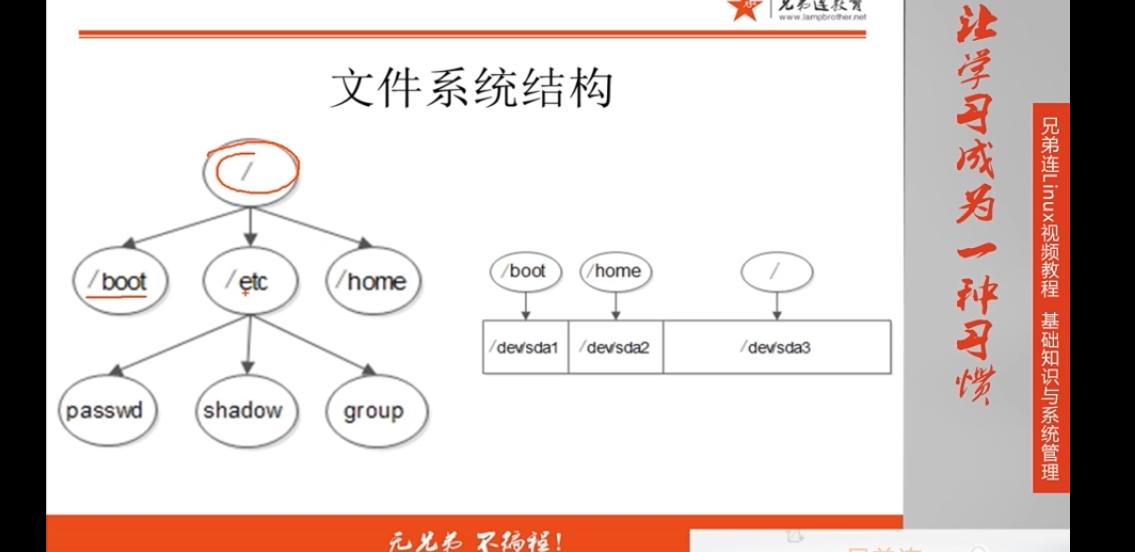 兄弟连教育
www.lampbrother.net
文件系统结构
/
/boot
/etc
/home
passwd
shadow
group
/boot
/home
/
/dev/sda1
/dev/sda2
/dev/sda3
让学习成为一种习惯
兄弟连Linux视频教程 基础知识与系统管理
无兄弟 不编程!